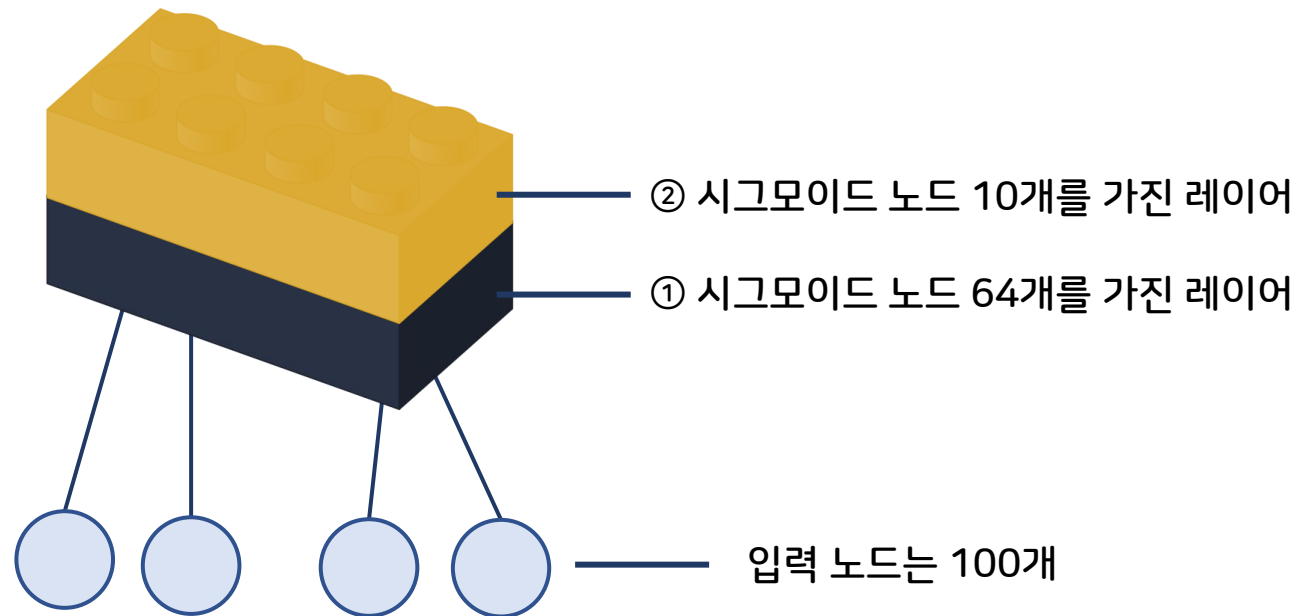 ② 시그모이드 노드 10개를 가진 레이어
① 시그모이드 노드 64개를 가진 레이어
입력 노드는 100개